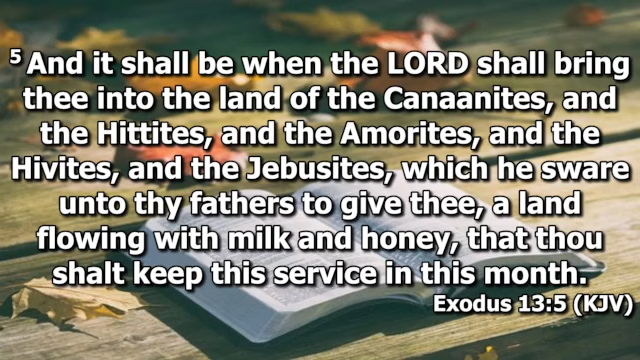 5 And it shall be when the LORD shall bring
thee into the land of the Canaanites, and
the Hittites, and the Amorites, and the
Hivites, and the Jebusites, which he sware
unto thy fathers to give thee, a land
flowing with milk and honey, that thou
shalt keep this service in this month.
Exodus 13:5 (KJV)